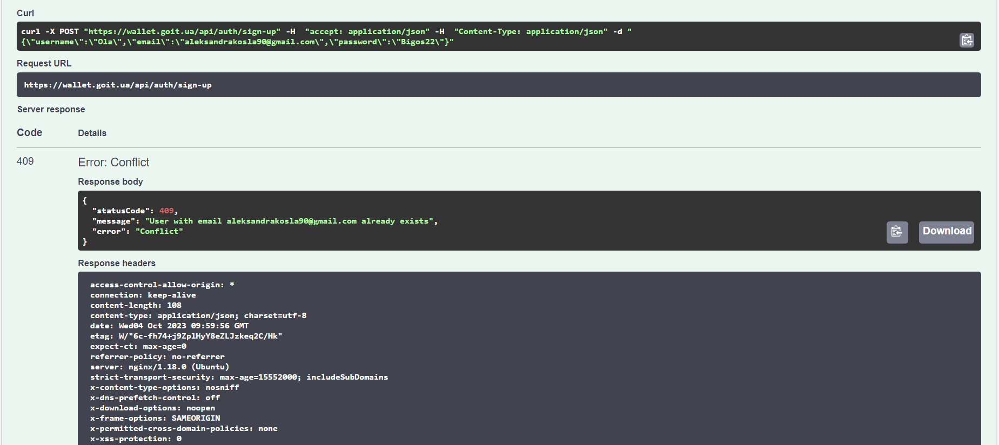 Curl
curl -X POST "https://wallet.goit.ua/api/auth/sign-up" -H  "accept: application/json" -H  "Content-Type: application/json" -d "
{\"username\":\"Ola\",\"email\":\"aleksandrakosla90@gmail.com\",\"password\":\"Bigos22\"}"
Request URL
https://wallet.goit.ua/api/auth/sign-up
Server response
Code Details
409 Error: Conflict
Response body
{
"statusCode": 409,
"message": "User with email aleksandrakosla90@gmail.com already exists",
"error": "Conflict"
}
Download
Response headers
access-control-allow-origin: *
connection: keep-alive
content-length: 108
content-type: application/json; charset=utf-8
date: Wed04 Oct 2023 09:59:56 GMT
etag: W/"6c-fh74+j9ZplHyY8eZLJzkeq2C/Hk"
expect-ct: max-age=0
referrer-policy: no-referrer
server: nginx/1.18.0 (Ubuntu)
strict-transport-security: max-age=15552000; includeSubDomains
x-content-type-options: nosniff
x-dns-prefetch-control: off
x-download-options: noopen
x-frame-options: SAMEORIGIN
x-permitted-cross-domain-policies: none
x-xss-protection: 0